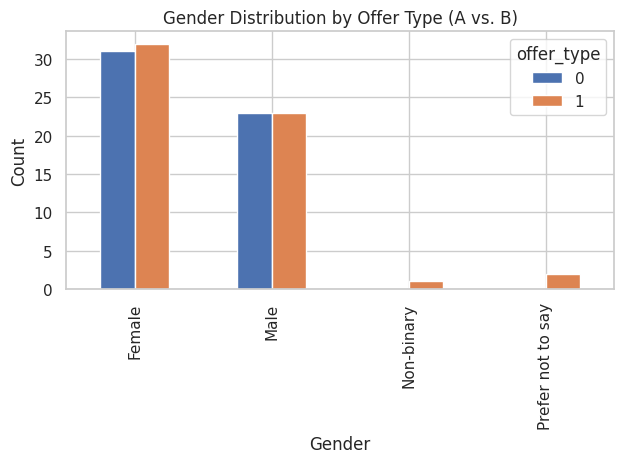 Gender Distribution by Offer Type (A vs. B)
offer_type
0
1
Count
30
25
20
15
10
5
0
Female
Male
Non-binary
Prefer not to say
Gender